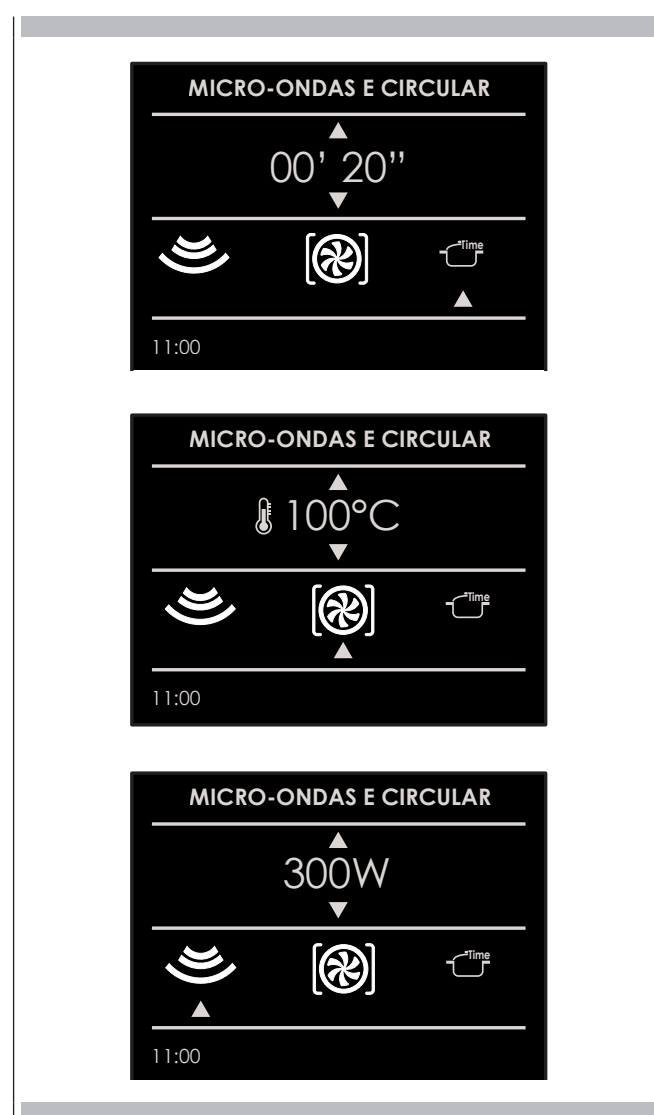 MICRO-ONDAS E CIRCULAR
00’ 20”
Time
11:00
MICRO-ONDAS E CIRCULAR
100°C
Time
11:00
MICRO-ONDAS E CIRCULAR
300W
Time
11:00